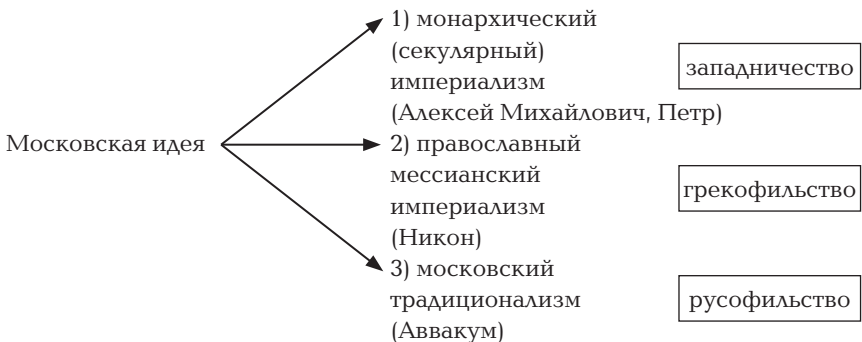 Московская идея
1) монархический
(секулярный)
империализм
(Алексей Михайлович, Петр)
западничество
2) православный
мессианский
империализм
(Никон)
грекофильство
3) московский
традиционализм
(Аввакум)
русофильство